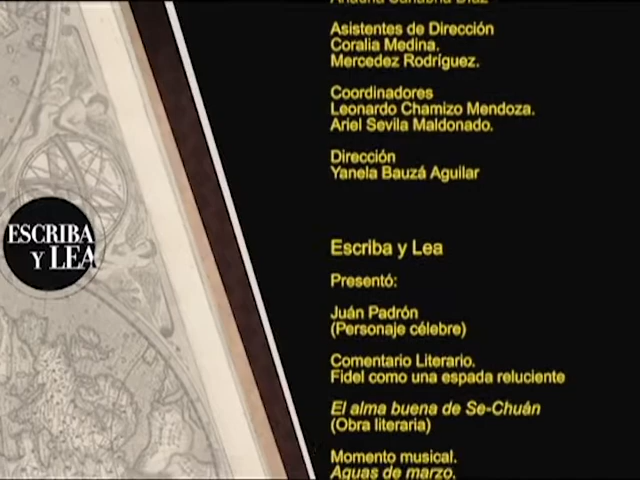 Asistentes de Dirección
Coralia Medina.
Mercedez Rodríguez.
Coordinadores
Leonardo Chamizo Mendoza.
Ariel Sevila Maldonado.
Dirección
Yanela Bauzá Aguilar
ESCRIBA
Y LEA
Escriba y Lea
Presentó:
Juán Padrón
(Personaje célebre)
Comentario Literario.
Fidel como una espada reluciente
El alma buena de Se-Chuán
(Obra literaria)
Momento musical.
Aguas de marzo.